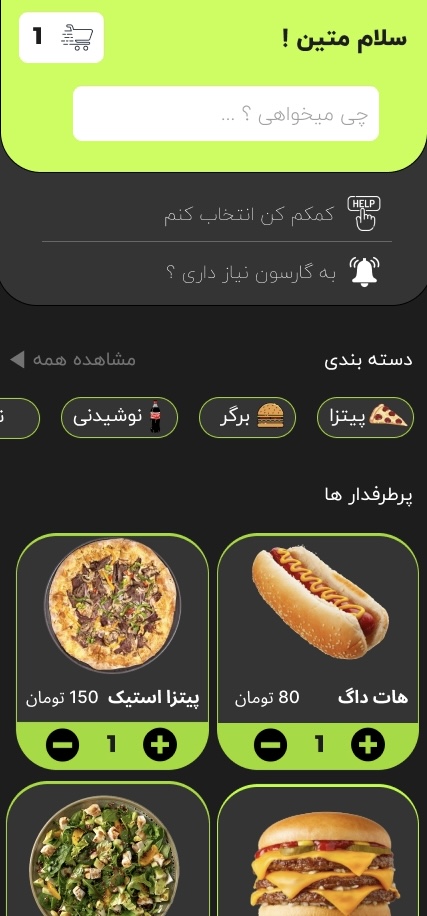 سلام متین !
1
چی میخواهی ؟ ...
HELP
کمکم کن انتخاب کنم
به گارسون نیاز داری ؟
دسته بندی
مشاهده همه
پیتزا
برگر
نوشیدنی
پرطرفدار ها
هات داگ 80 تومان
پیتزا استیک 150 تومان
1
1